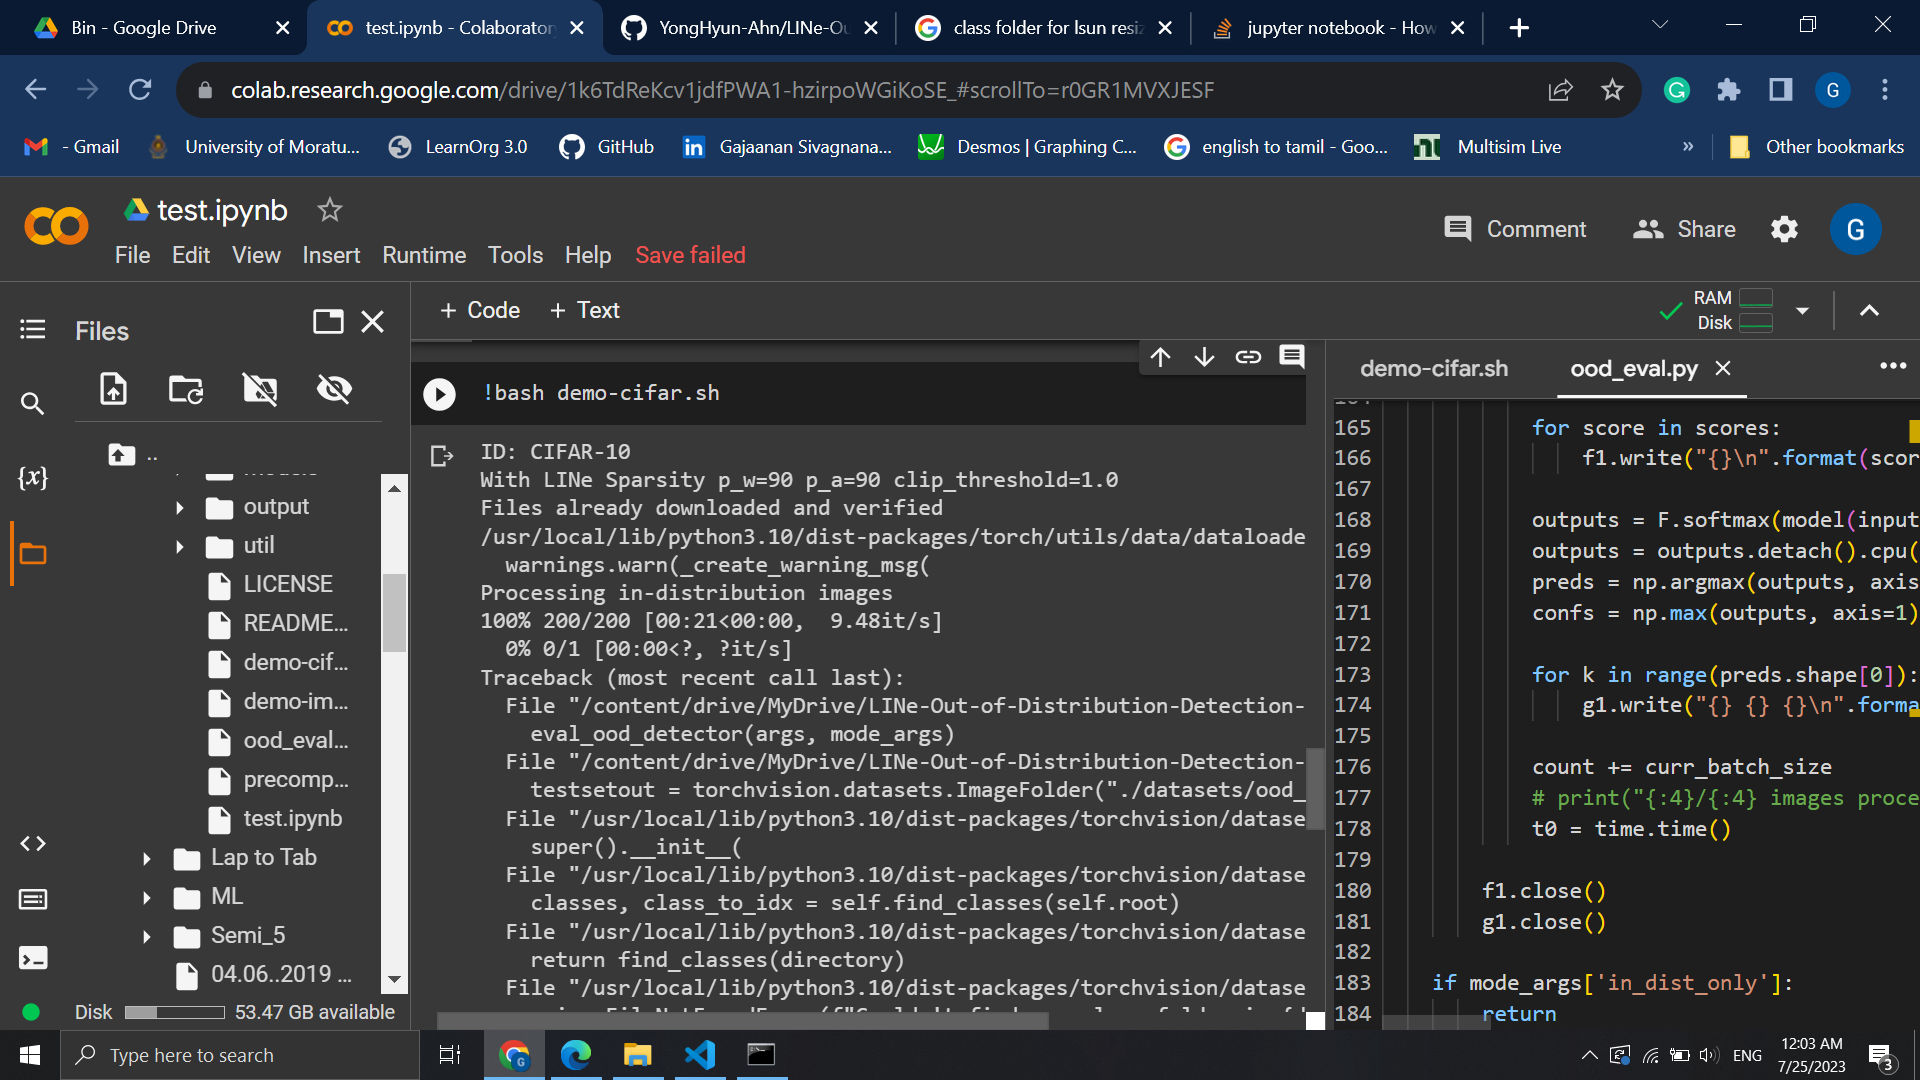 Bin - Google Drive
test.ipynb - Colaborator
YongHyun-Ahn/LINe-Ou
class folder for lsun resiz
jupyter notebook - How
colab.research.google.com/drive/1k6TdReKcv1jdfPWA1-hzirpoWGiKoSE_#scrollTo=r0GR1MVXJESF
G
- Gmail
University of Moratu...
LearnOrg 3.0
GitHub
Gajaanan Sivagnana...
Desmos | Graphing C...
english to tamil - Goo...
Multisim Live
»
Other bookmarks
test.ipynb
File Edit View Insert Runtime Tools Help Save failed
Comment
Share
G
Files
+ Code + Text
RAM
Disk
..
output
util
LICENSE
README...
demo-cif...
demo-im...
ood_eval...
precomp...
test.ipynb
Lap to Tab
ML
Semi_5
04.06..2019 ...
Disk 53.47 GB available
{x}
!bash demo-cifar.sh
ID: CIFAR-10
With LINe Sparsity p_w=90 p_a=90 clip_threshold=1.0
Files already downloaded and verified
/usr/local/lib/python3.10/dist-packages/torch/utils/data/dataloade
warnings.warn(_create_warning_msg(
Processing in-distribution images
100% 200/200 [00:21<00:00, 9.48it/s]
0% 0/1 [00:00<?, ?it/s]
Traceback (most recent call last):
File "/content/drive/MyDrive/LINe-Out-of-Distribution-Detection-
eval_ood_detector(args, mode_args)
File "/content/drive/MyDrive/LINe-Out-of-Distribution-Detection-
testsetout = torchvision.datasets.ImageFolder("./datasets/ood_
File "/usr/local/lib/python3.10/dist-packages/torchvision/datase
super().__init__(
File "/usr/local/lib/python3.10/dist-packages/torchvision/datase
classes, class_to_idx = self.find_classes(self.root)
File "/usr/local/lib/python3.10/dist-packages/torchvision/datase
return find_classes(directory)
File "/usr/local/lib/python3.10/dist-packages/torchvision/datase
demo-cifar.sh
ood_eval.py
165 for score in scores:
166 f1.write("{}\n".format(scor
167
168 outputs = F.softmax(model(input
169 outputs = outputs.detach().cpu(
170 preds = np.argmax(outputs, axis
171 confs = np.max(outputs, axis=1)
172
173 for k in range(preds.shape[0]):
174 g1.write("{} {} {}\n".forma
175
176 count += curr_batch_size
177 # print("{:4}/{:4} images proce
178 t0 = time.time()
179
180 f1.close()
181 g1.close()
182
183 if mode_args['in_dist_only']:
184 return
Type here to search
ENG
12:03 AM
7/25/2023
3